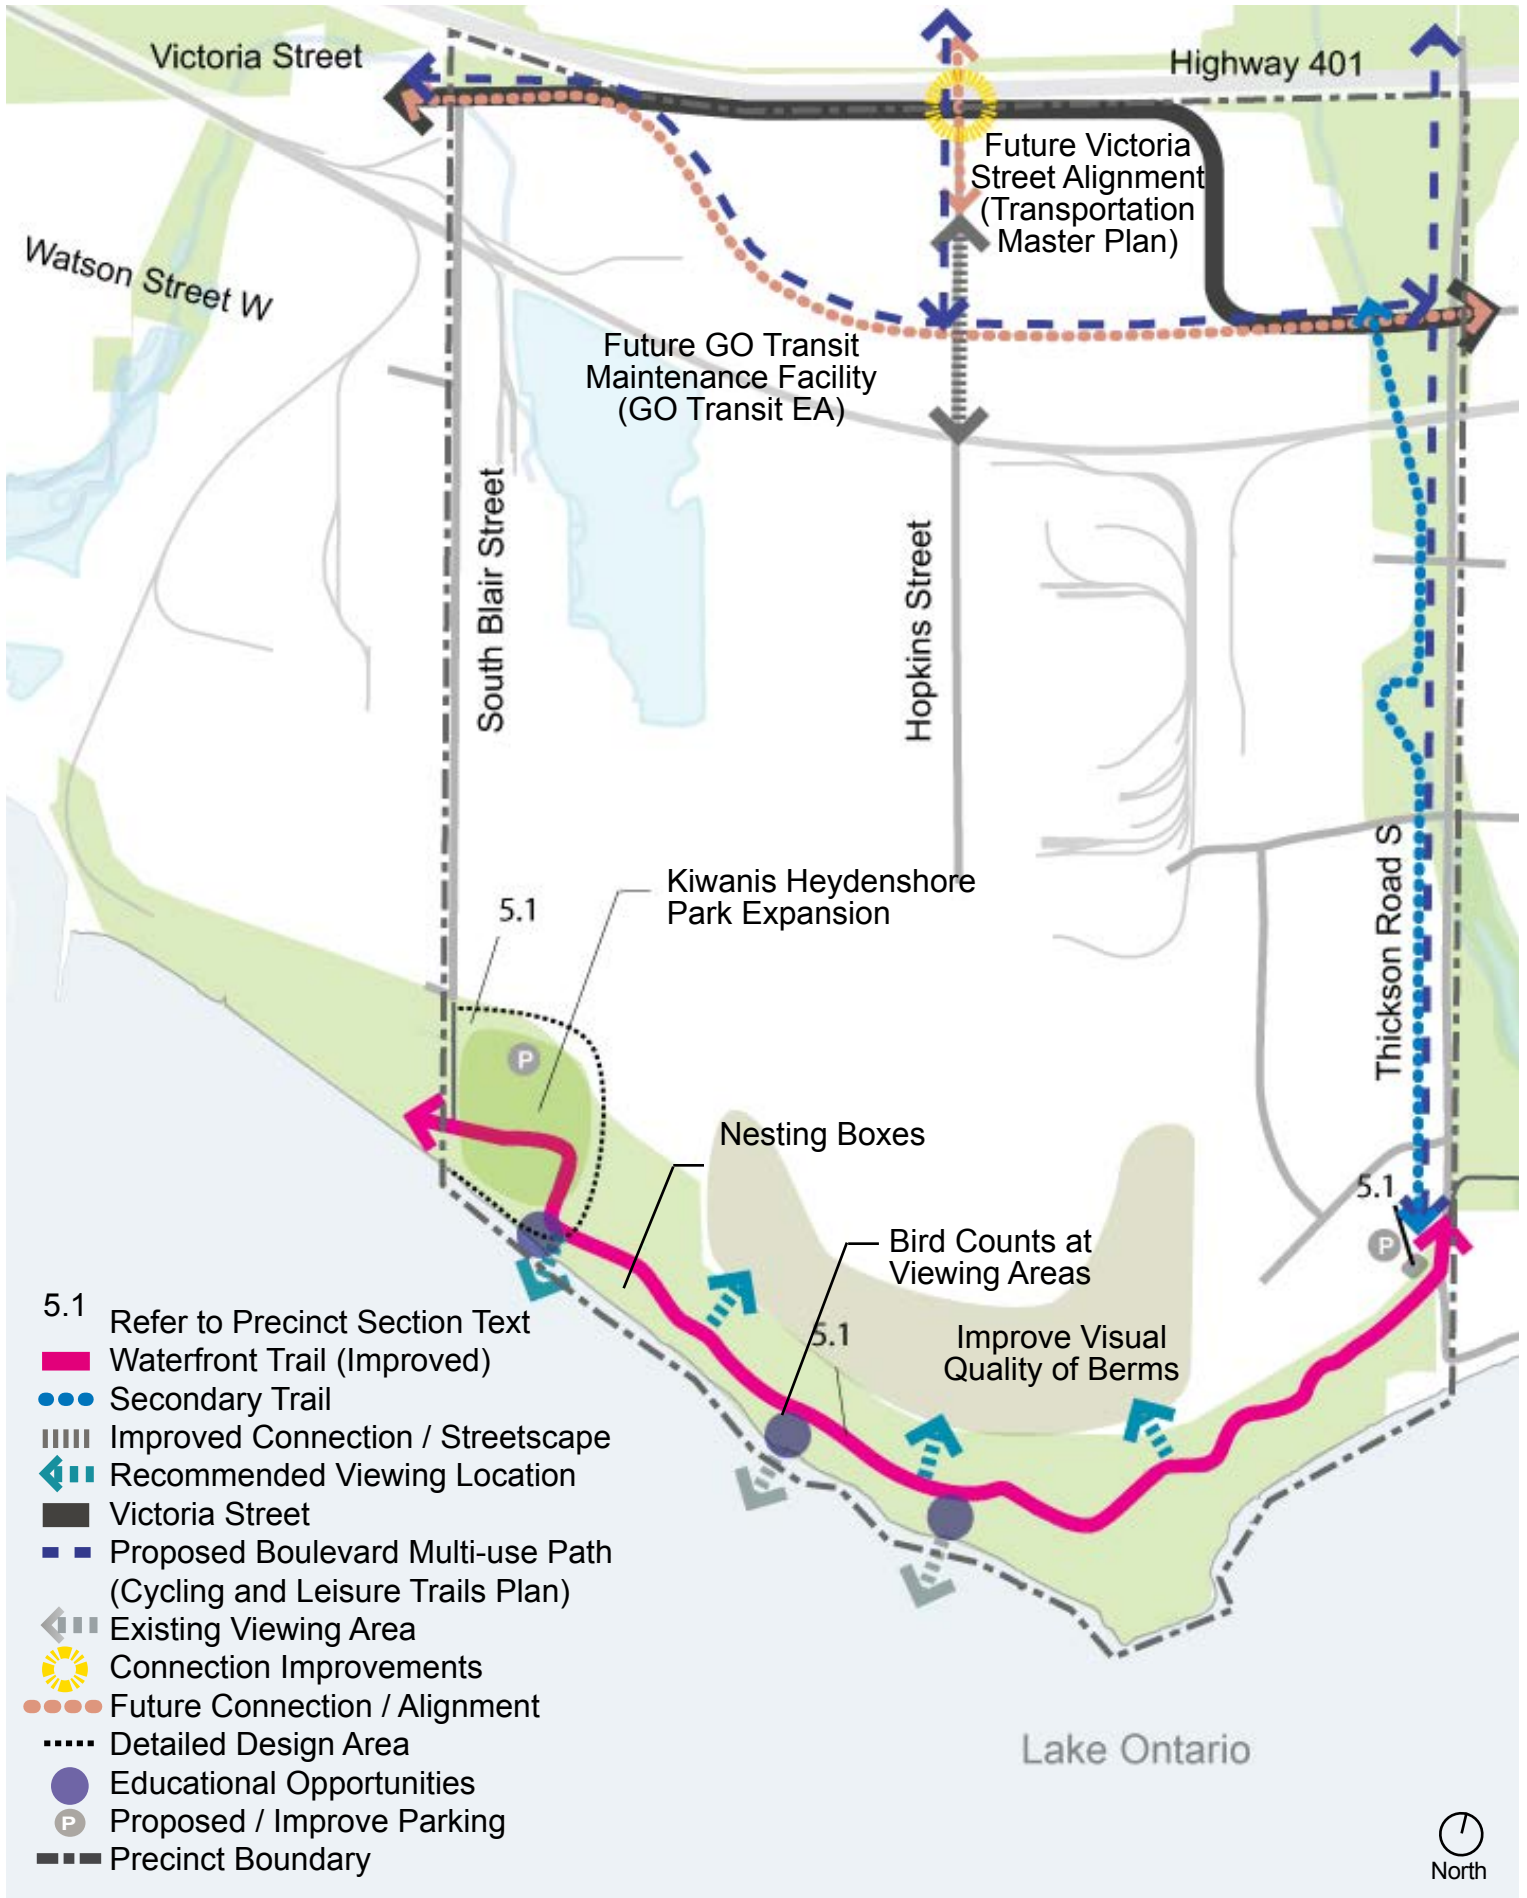 Victoria Street
Highway 401
Future Victoria
Street Alignment
(Transportation
Master Plan)
Watson Street W
Future GO Transit
Maintenance Facility
(GO Transit EA)
South Blair Street
Hopkins Street
Thickson Road S
Kiwanis Heydenshore
Park Expansion
5.1
P
Nesting Boxes
5.1
P
Bird Counts at
Viewing Areas
5.1
Improve Visual
Quality of Berms
5.1 Refer to Precinct Section Text
Waterfront Trail (Improved)
Secondary Trail
Improved Connection / Streetscape
Recommended Viewing Location
Victoria Street
Proposed Boulevard Multi-use Path
(Cycling and Leisure Trails Plan)
Existing Viewing Area
Connection Improvements
Future Connection / Alignment
Detailed Design Area
Educational Opportunities
P Proposed / Improve Parking
Precinct Boundary
Lake Ontario
North